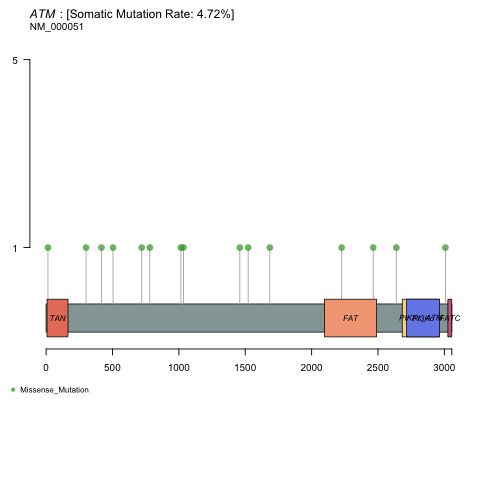 ATM : [Somatic Mutation Rate: 4.72%]
NM_000051
5
1
TAN
FAT
FATC
0 500 1000 1500 2000 2500 3000
Missense_Mutation